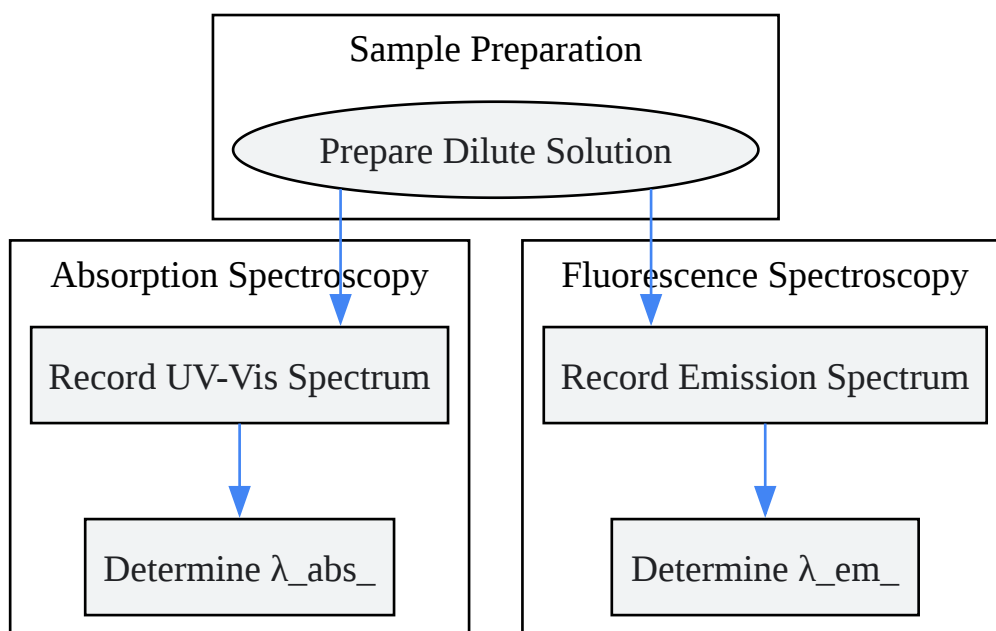 Sample Preparation
Prepare Dilute Solution
Absorption Spectroscopy
Fluorescence Spectroscopy
Record UV-Vis Spectrum
Record Emission Spectrum
Determine λ_abs_
Determine λ_em_